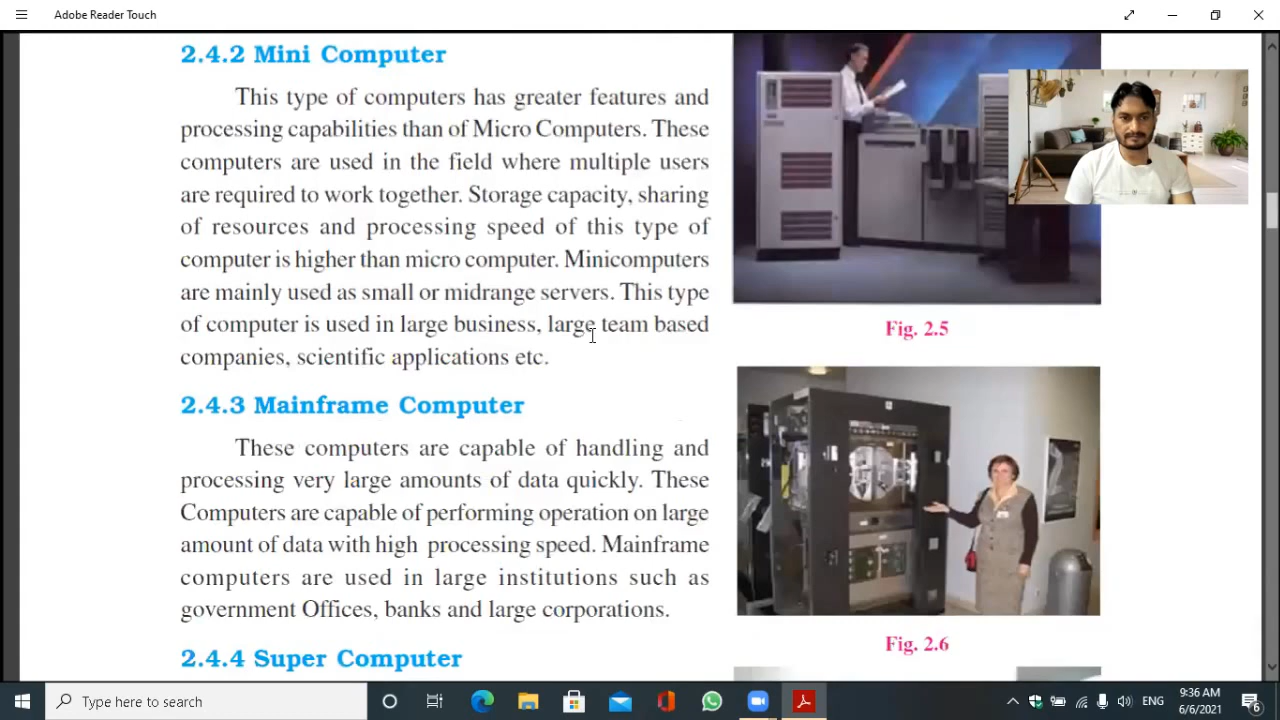 Adobe Reader Touch
2.4.2 Mini Computer
This type of computers has greater features and
processing capabilities than of Micro Computers. These
computers are used in the field where multiple users
are required to work together. Storage capacity, sharing
of resources and processing speed of this type of
computer is higher than micro computer. Minicomputers
are mainly used as small or midrange servers. This type
of computer is used in large business, large team based
companies, scientific applications etc.
Fig. 2.5
2.4.3 Mainframe Computer
These computers are capable of handling and
processing very large amounts of data quickly. These
Computers are capable of performing operation on large
amount of data with high processing speed. Mainframe
computers are used in large institutions such as
government Offices, banks and large corporations.
Fig. 2.6
2.4.4 Super Computer
Type here to search
ENG
9:36 AM
6/6/2021
6